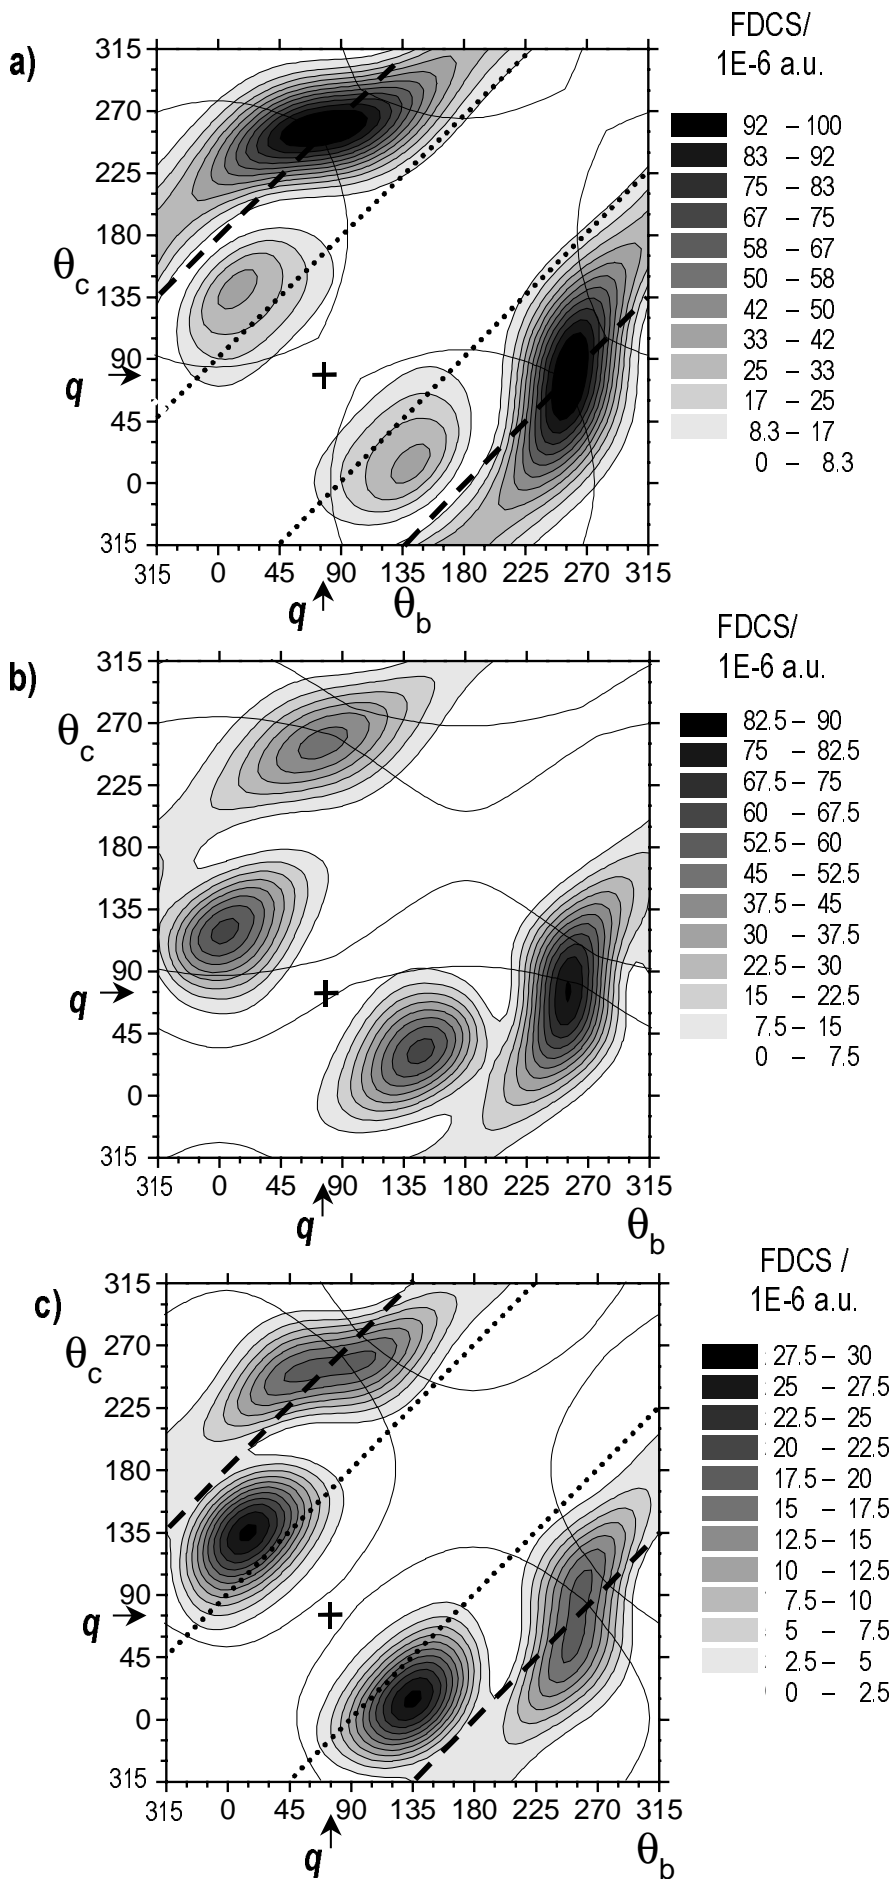 a)
FDCS/
1E-6 a.u.
315
270
225
180
135
90
45
0
315
θc
q
315 0 45 90 135 180 225 270 315
q
θb
92 – 100
83 – 92
75 – 83
67 – 75
58 – 67
50 – 58
42 – 50
33 – 42
25 – 33
17 – 25
8.3 – 17
0 – 8.3
b)
FDCS/
1E-6 a.u.
315
270
225
180
135
90
45
0
315
θc
q
315 0 45 90 135 180 225 270 315
q
θb
82.5 – 90
75 – 82.5
67.5 – 75
60 – 67.5
52.5 – 60
45 – 52.5
37.5 – 45
30 – 37.5
22.5 – 30
15 – 22.5
7.5 – 15
0 – 7.5
c)
FDCS /
1E-6 a.u.
315
270
225
180
135
90
45
0
315
θc
q
315 0 45 90 135 180 225 270 315
q
θb
27.5 – 30
25 – 27.5
22.5 – 25
20 – 22.5
17.5 – 20
15 – 17.5
12.5 – 15
10 – 12.5
7.5 – 10
5 – 7.5
2.5 – 5
0 – 2.5